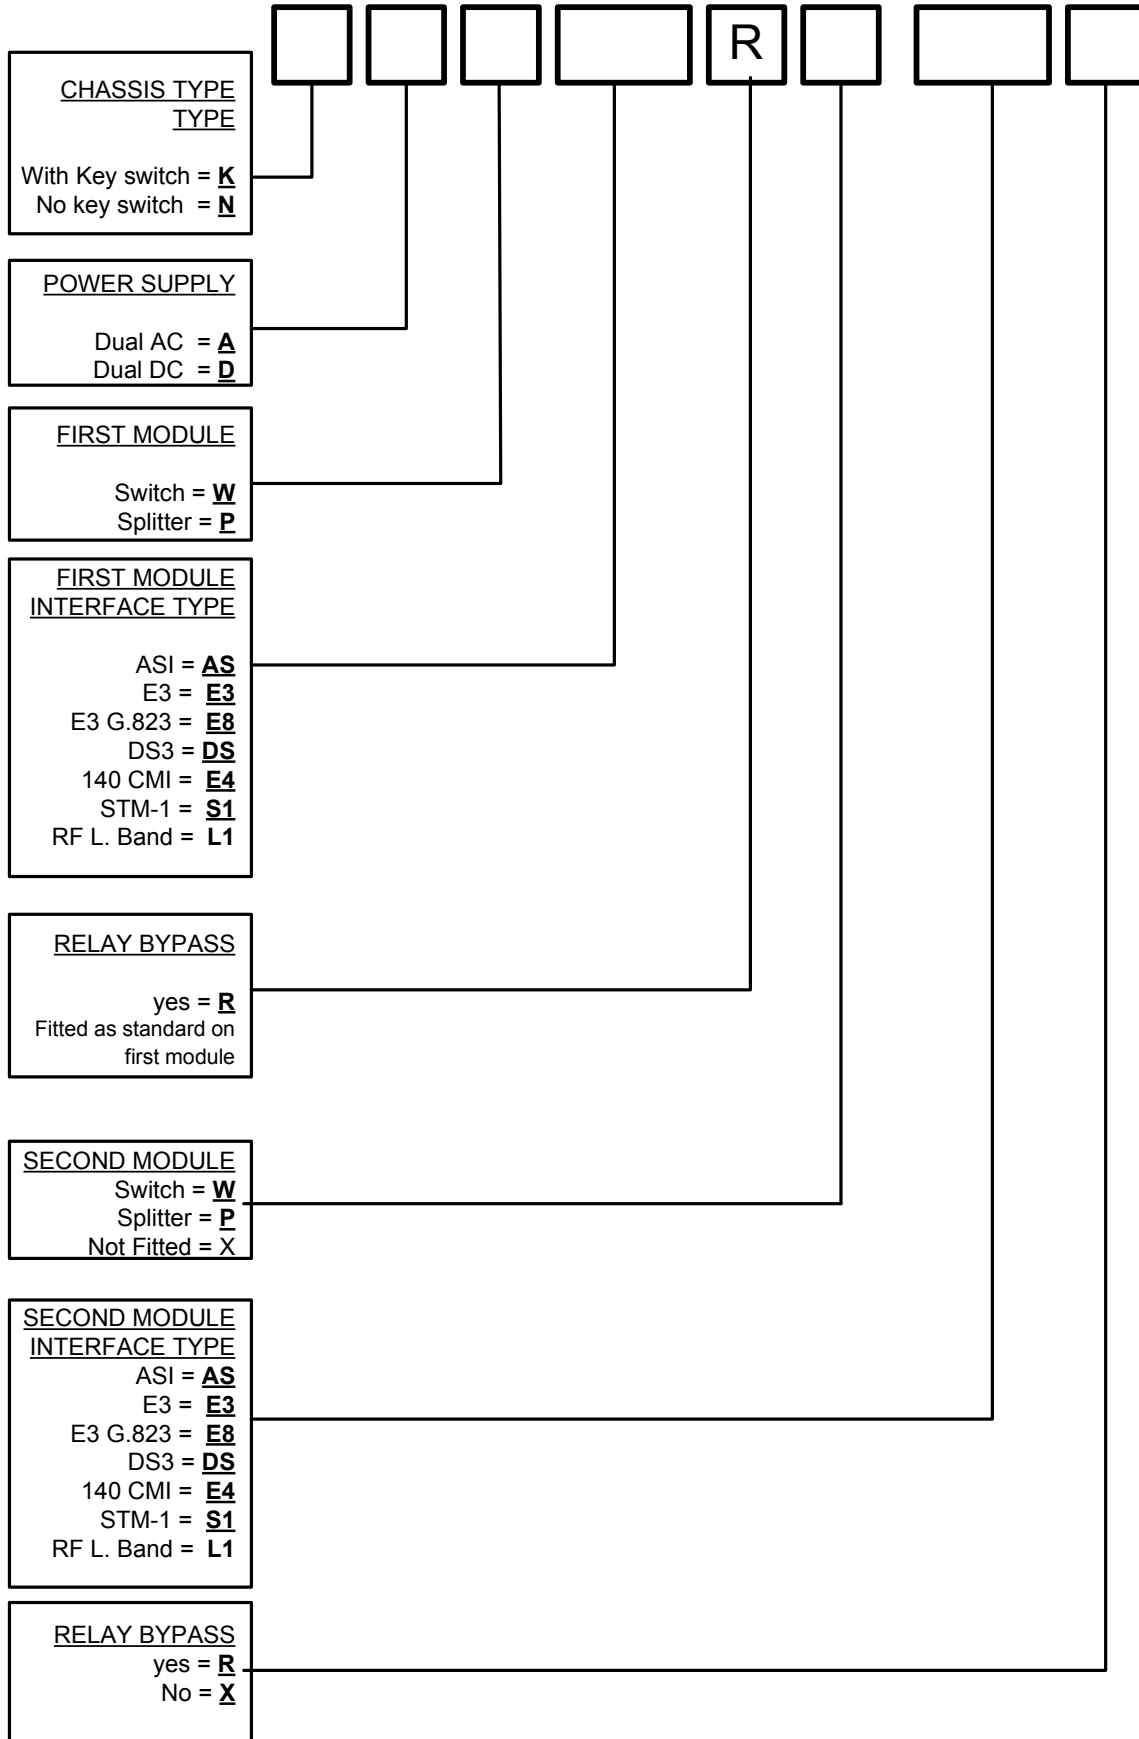 R
CHASSIS TYPE
TYPE
With Key switch = K
No key switch = N
POWER SUPPLY
Dual AC = A
Dual DC = D
FIRST MODULE
Switch = W
Splitter = P
FIRST MODULE
INTERFACE TYPE
ASI = AS
E3 = E3
E3 G.823 = E8
DS3 = DS
140 CMI = E4
STM-1 = S1
RF L. Band = L1
RELAY BYPASS
yes = R
Fitted as standard on
first module
SECOND MODULE
Switch = W
Splitter = P
Not Fitted = X
SECOND MODULE
INTERFACE TYPE
ASI = AS
E3 = E3
E3 G.823 = E8
DS3 = DS
140 CMI = E4
STM-1 = S1
RF L. Band = L1
RELAY BYPASS
yes = R
No = X